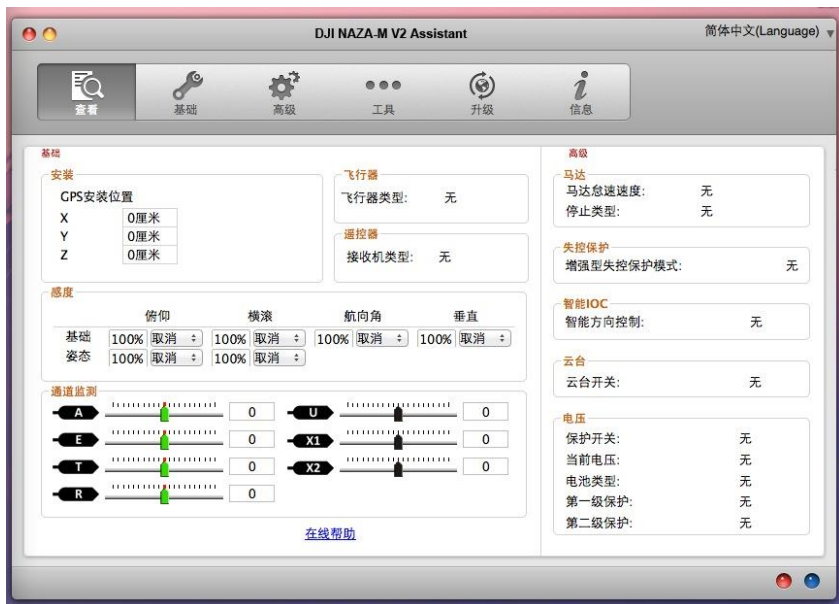 DJI NAZA-M V2 Assistant
简体中文(Language)
查看
基础
高级
工具
升级
信息
基础
安装
GPS安装位置
X 0厘米
Y 0厘米
Z 0厘米
飞行器
飞行器类型: 无
遥控器
接收机类型: 无
感度
俯仰 横滚 航向角 垂直
基础 100% 取消 100% 取消 100% 取消 100% 取消
姿态 100% 取消 100% 取消
通道监测
A 0 U 0
E 0 X1 0
T 0 X2 0
R 0
在线帮助
高级
马达
马达怠速速度: 无
停止类型: 无
失控保护
增强型失控保护模式: 无
智能IOC
智能方向控制: 无
云台
云台开关: 无
电压
保护开关: 无
当前电压: 无
电池类型: 无
第一级保护: 无
第二级保护: 无